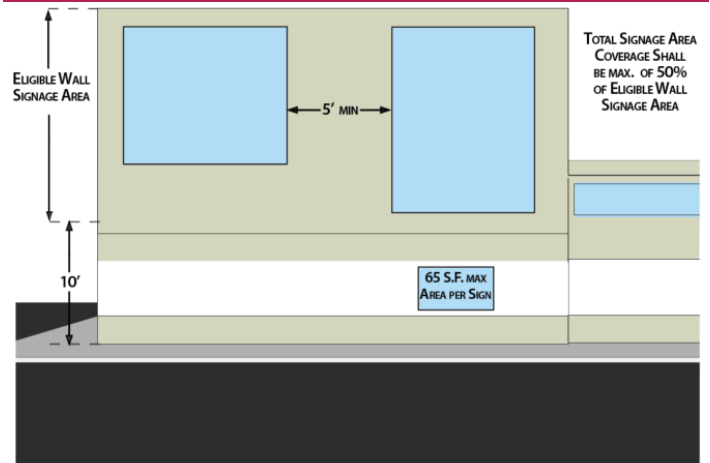 TOTAL SIGNAGE AREA
COVERAGE SHALL
BE MAX. OF 50%
OF ELIGIBLE WALL
SIGNAGE AREA
ELIGIBLE WALL
SIGNAGE AREA
5' MIN
10'
65 S.F. MAX
AREA PER SIGN